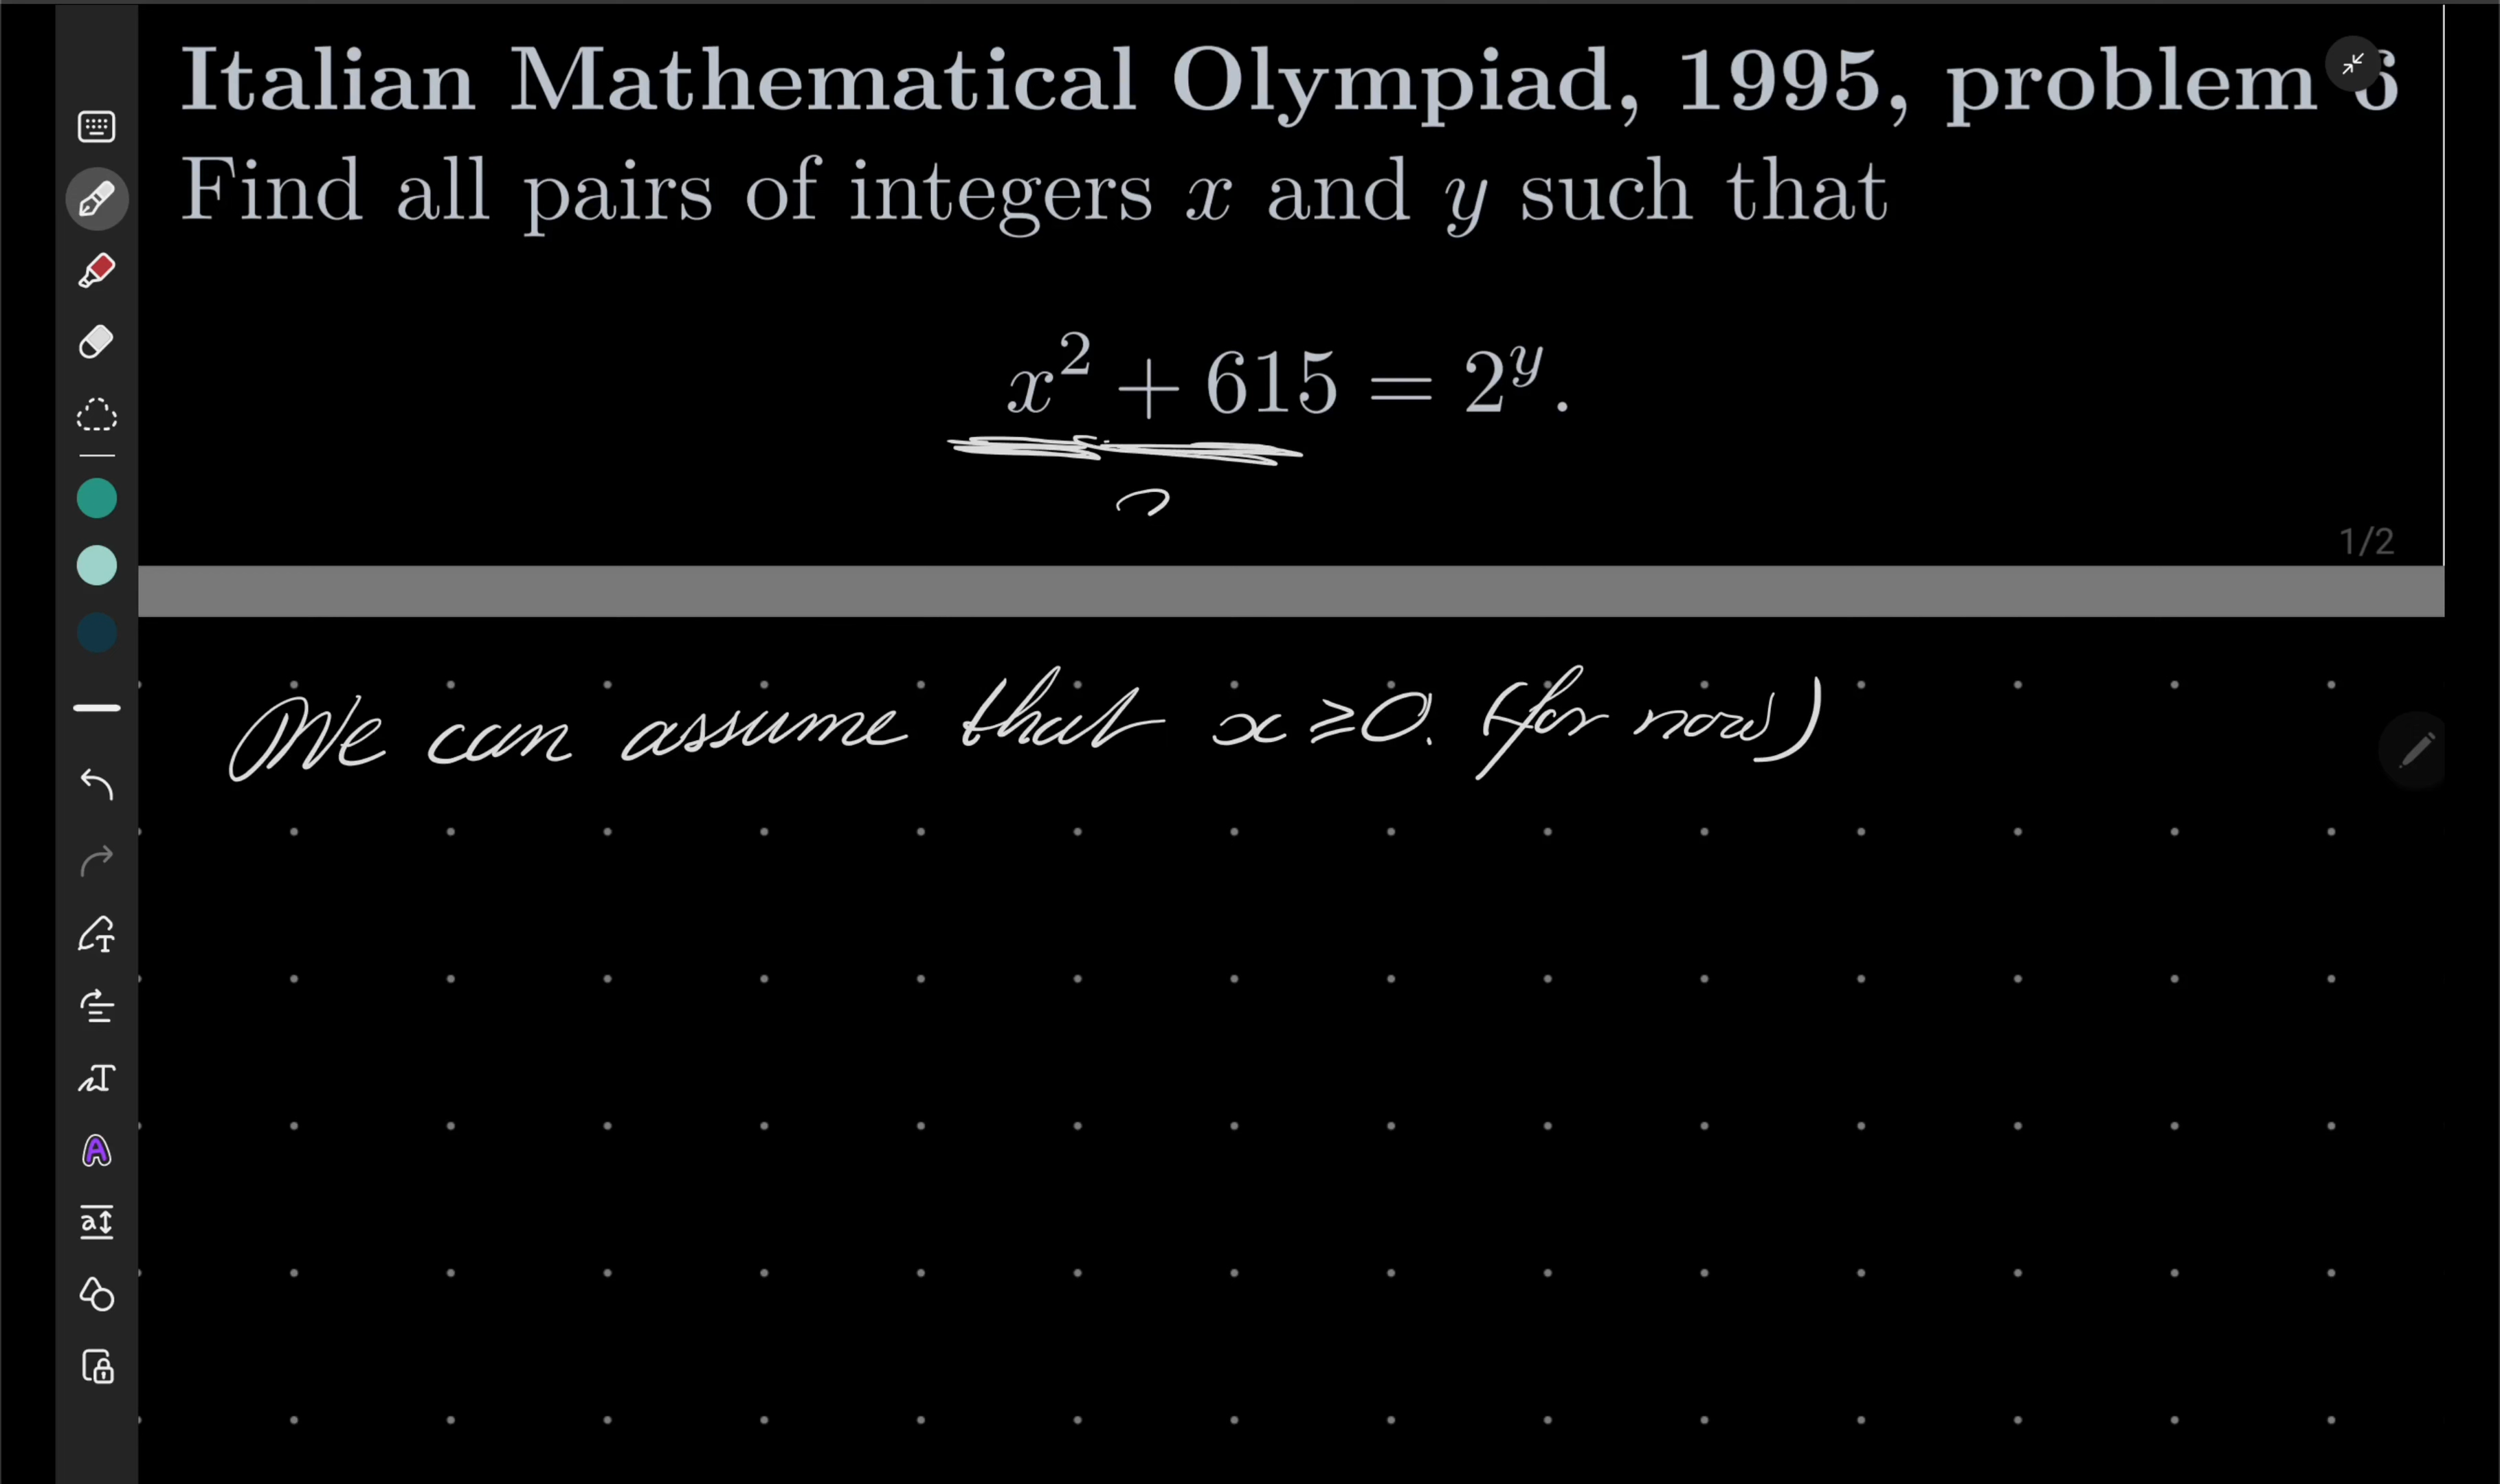 Italian Mathematical Olympiad, 1995, problem 6
Find all pairs of integers x and y such that
x² + 615 = 2^y.
1/2
We can assume that x ≥ 0. (for now)